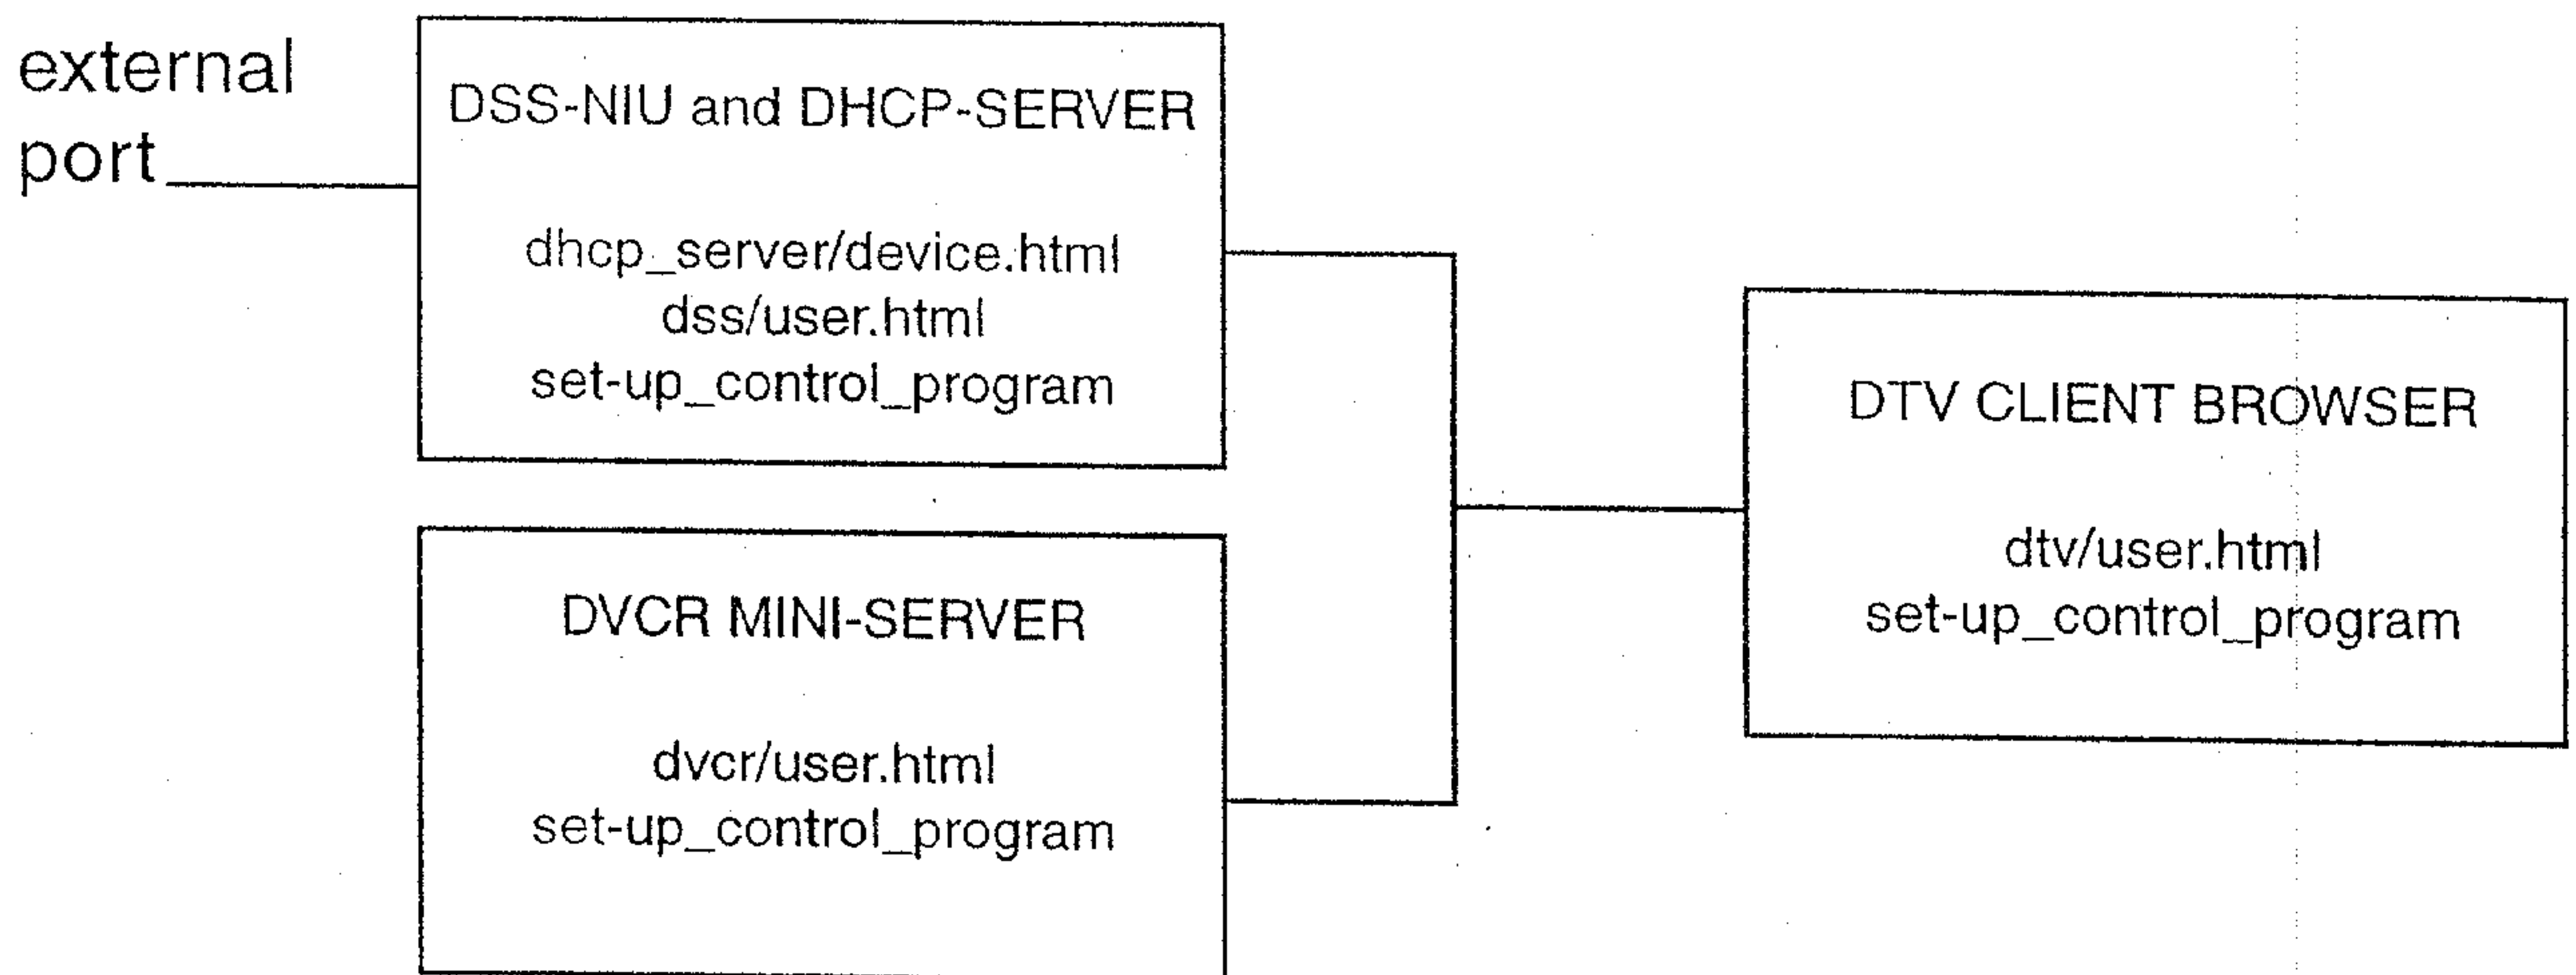 external
port
DSS-NIU and DHCP-SERVER
dhcp_server/device.html
dss/user.html
set-up_control_program
DVCR MINI-SERVER
dvcr/user.html
set-up_control_program
DTV CLIENT BROWSER
dtv/user.html
set-up_control_program